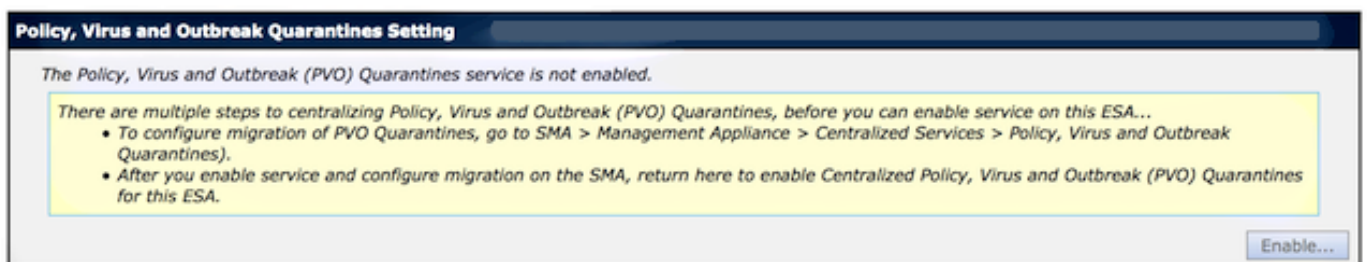 Policy, Virus and Outbreak Quarantines Setting
The Policy, Virus and Outbreak (PVO) Quarantines service is not enabled.
There are multiple steps to centralizing Policy, Virus and Outbreak (PVO) Quarantines, before you can enable service on this ESA...
• To configure migration of PVO Quarantines, go to SMA > Management Appliance > Centralized Services > Policy, Virus and Outbreak
Quarantines).
• After you enable service and configure migration on the SMA, return here to enable Centralized Policy, Virus and Outbreak (PVO) Quarantines
for this ESA.
Enable...